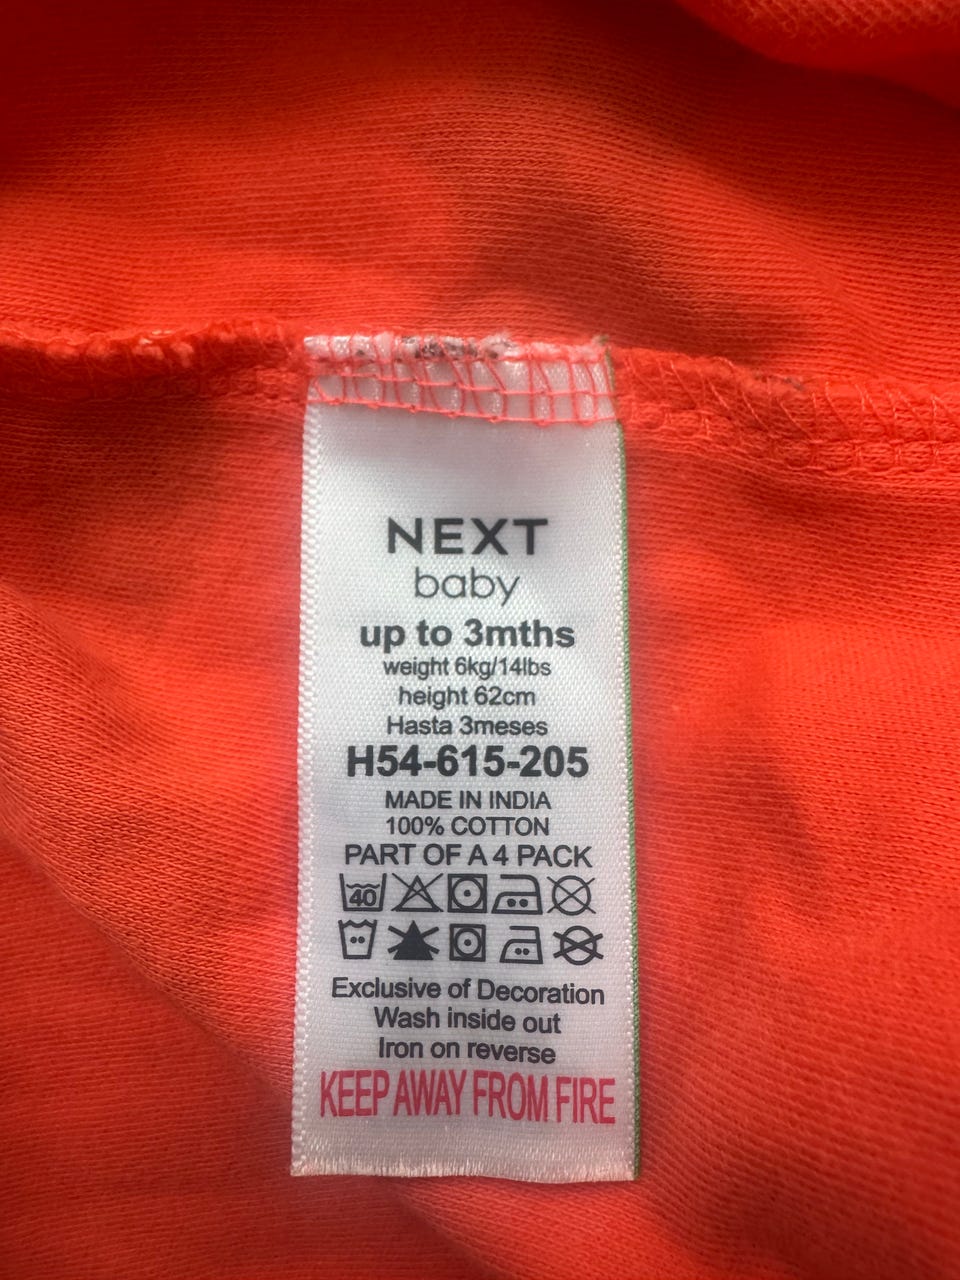 NEXT
baby
up to 3mths
weight 6kg/14lbs
height 62cm
Hasta 3meses
H54-615-205
MADE IN INDIA
100% COTTON
PART OF A 4 PACK
40
Exclusive of Decoration
Wash inside out
Iron on reverse
KEEP AWAY FROM FIRE